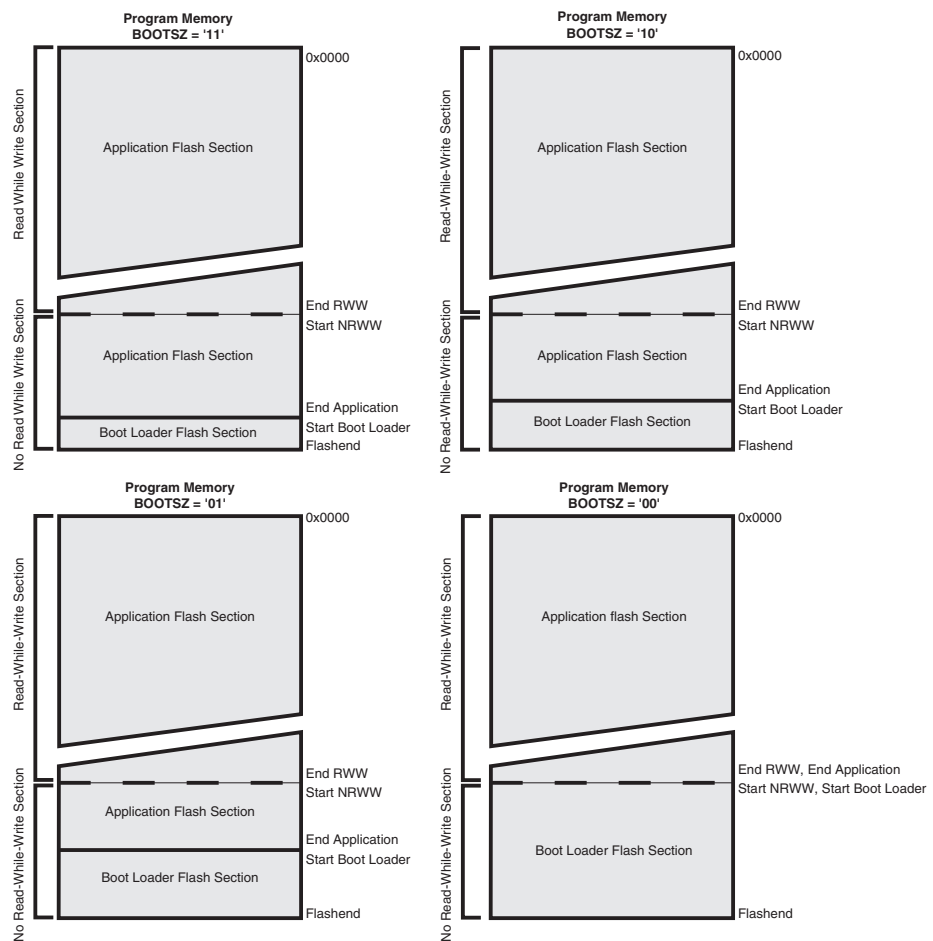 Program Memory
BOOTSZ = '11'
0x0000
Read While Write Section
Application Flash Section
End RWW
Start NRWW
No Read While Write Section
Application Flash Section
End Application
Start Boot Loader
Boot Loader Flash Section
Flashend
Program Memory
BOOTSZ = '10'
0x0000
Read-While-Write Section
Application Flash Section
End RWW
Start NRWW
No Read-While-Write Section
Application Flash Section
End Application
Start Boot Loader
Boot Loader Flash Section
Flashend
Program Memory
BOOTSZ = '01'
0x0000
Read-While-Write Section
Application Flash Section
End RWW
Start NRWW
No Read-While-Write Section
Application Flash Section
End Application
Start Boot Loader
Boot Loader Flash Section
Flashend
Program Memory
BOOTSZ = '00'
0x0000
Read-While-Write Section
Application flash Section
End RWW, End Application
Start NRWW, Start Boot Loader
No Read-While-Write Section
Boot Loader Flash Section
Flashend